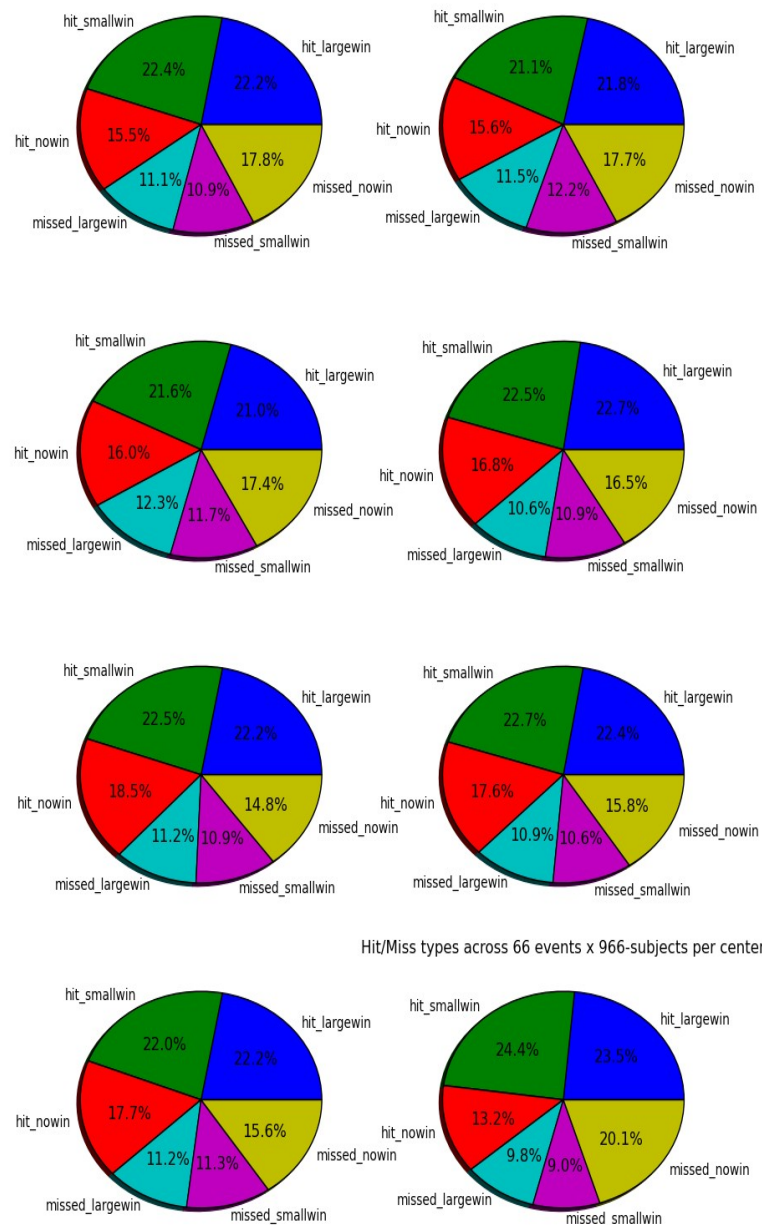 hit_smallwin
hit_largewin
22.4%
22.2%
hit_nowin
15.5%
17.8%
11.1%
10.9%
missed_nowin
missed_largewin
missed_smallwin
hit_smallwin
hit_largewin
21.1%
21.8%
hit_nowin
15.6%
17.7%
11.5%
12.2%
missed_nowin
missed_largewin
missed_smallwin
hit_smallwin
hit_largewin
21.6%
21.0%
hit_nowin
16.0%
17.4%
12.3%
11.7%
missed_nowin
missed_largewin
missed_smallwin
hit_smallwin
hit_largewin
22.5%
22.7%
hit_nowin
16.8%
16.5%
10.6%
10.9%
missed_nowin
missed_largewin
missed_smallwin
hit_smallwin
hit_largewin
22.5%
22.2%
hit_nowin
18.5%
14.8%
11.2%
10.9%
missed_nowin
missed_largewin
missed_smallwin
hit_smallwin
hit_largewin
22.7%
22.4%
hit_nowin
17.6%
15.8%
10.9%
10.6%
missed_nowin
missed_largewin
missed_smallwin
Hit/Miss types across 66 events x 966-subjects per center
hit_smallwin
hit_largewin
22.0%
22.2%
hit_nowin
17.7%
15.6%
11.2%
11.3%
missed_nowin
missed_largewin
missed_smallwin
hit_smallwin
hit_largewin
24.4%
23.5%
hit_nowin
13.2%
20.1%
9.8%
9.0%
missed_nowin
missed_largewin
missed_smallwin